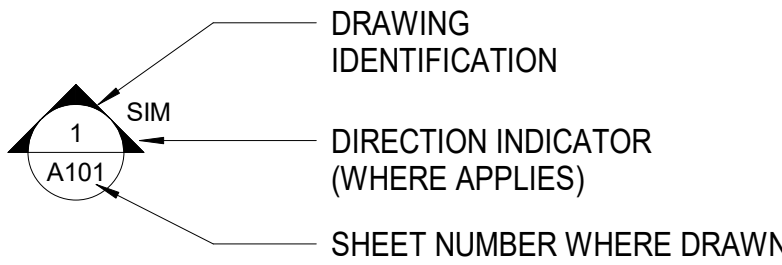 DRAWING
IDENTIFICATION
SIM
1
A101
DIRECTION INDICATOR
(WHERE APPLIES)
SHEET NUMBER WHERE DRAWN